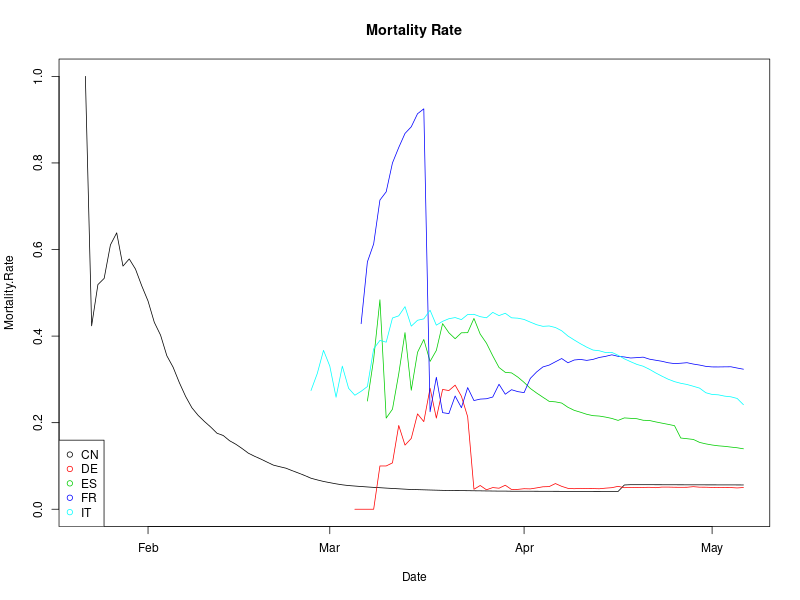 Mortality Rate
Mortality.Rate
1.0
0.8
0.6
0.4
0.2
0.0
CN
DE
ES
FR
IT
Feb Mar Apr May
Date